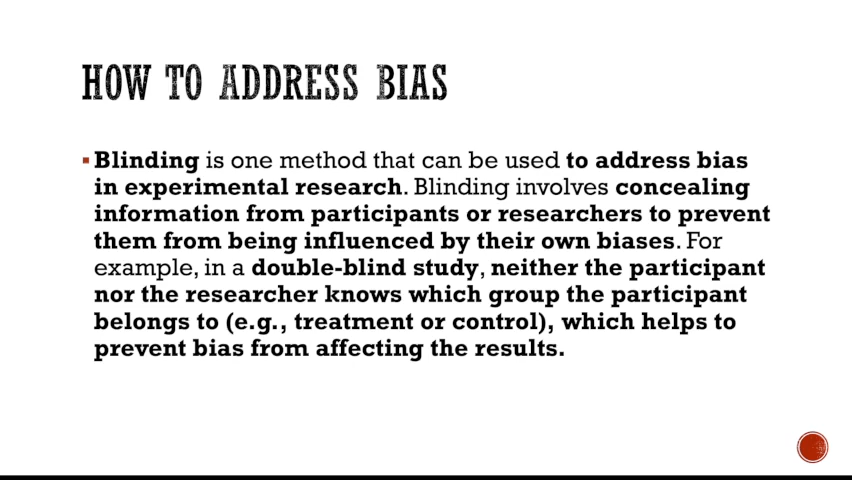 HOW TO ADDRESS BIAS
▪ Blinding is one method that can be used to address bias
in experimental research. Blinding involves concealing
information from participants or researchers to prevent
them from being influenced by their own biases. For
example, in a double-blind study, neither the participant
nor the researcher knows which group the participant
belongs to (e.g., treatment or control), which helps to
prevent bias from affecting the results.